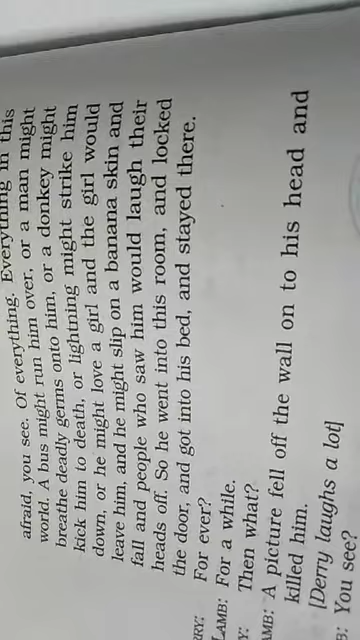 afraid, you see. Of everything. Everything in this
world. A bus might run him over, or a man might
breathe deadly germs onto him, or a donkey might
kick him to death, or lightning might strike him
down, or he might love a girl and the girl would
leave him, and he might slip on a banana skin and
fall and people who saw him would laugh their
heads off. So he went into this room, and locked
the door, and got into his bed, and stayed there.
RRY: For ever?
LAMB: For a while.
Y: Then what?
MB: A picture fell off the wall on to his head and
killed him.
[Derry laughs a lot]
: You see?